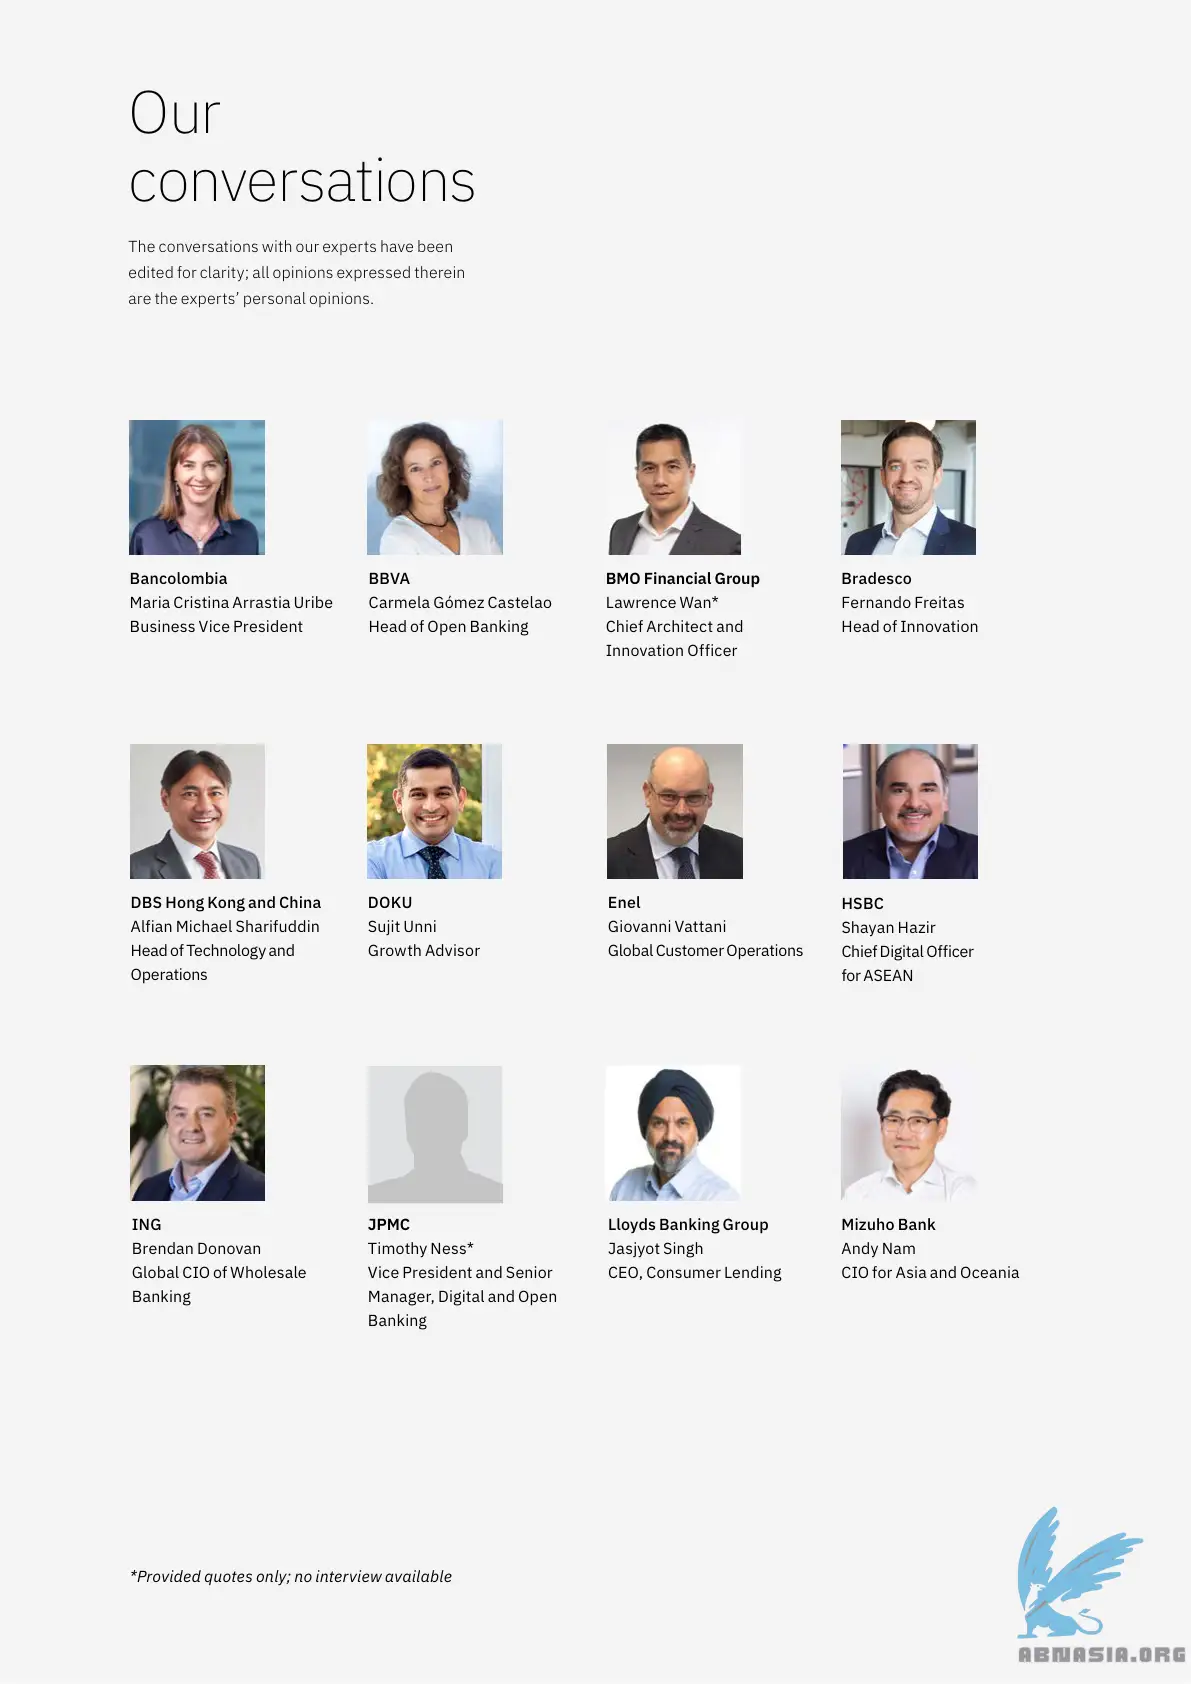 Our
conversations
The conversations with our experts have been
edited for clarity; all opinions expressed therein
are the experts’ personal opinions.
Bancolombia
Maria Cristina Arrastia Uribe
Business Vice President
BBVA
Carmela Gómez Castelao
Head of Open Banking
BMO Financial Group
Lawrence Wan*
Chief Architect and
Innovation Officer
Bradesco
Fernando Freitas
Head of Innovation
DBS Hong Kong and China
Alfian Michael Sharifuddin
Head of Technology and
Operations
DOKU
Sujit Unni
Growth Advisor
Enel
Giovanni Vattani
Global Customer Operations
HSBC
Shayan Hazir
Chief Digital Officer
for ASEAN
ING
Brendan Donovan
Global CIO of Wholesale
Banking
JPMC
Timothy Ness*
Vice President and Senior
Manager, Digital and Open
Banking
Lloyds Banking Group
Jasjyot Singh
CEO, Consumer Lending
Mizuho Bank
Andy Nam
CIO for Asia and Oceania
*Provided quotes only; no interview available
ABNASIA.ORG